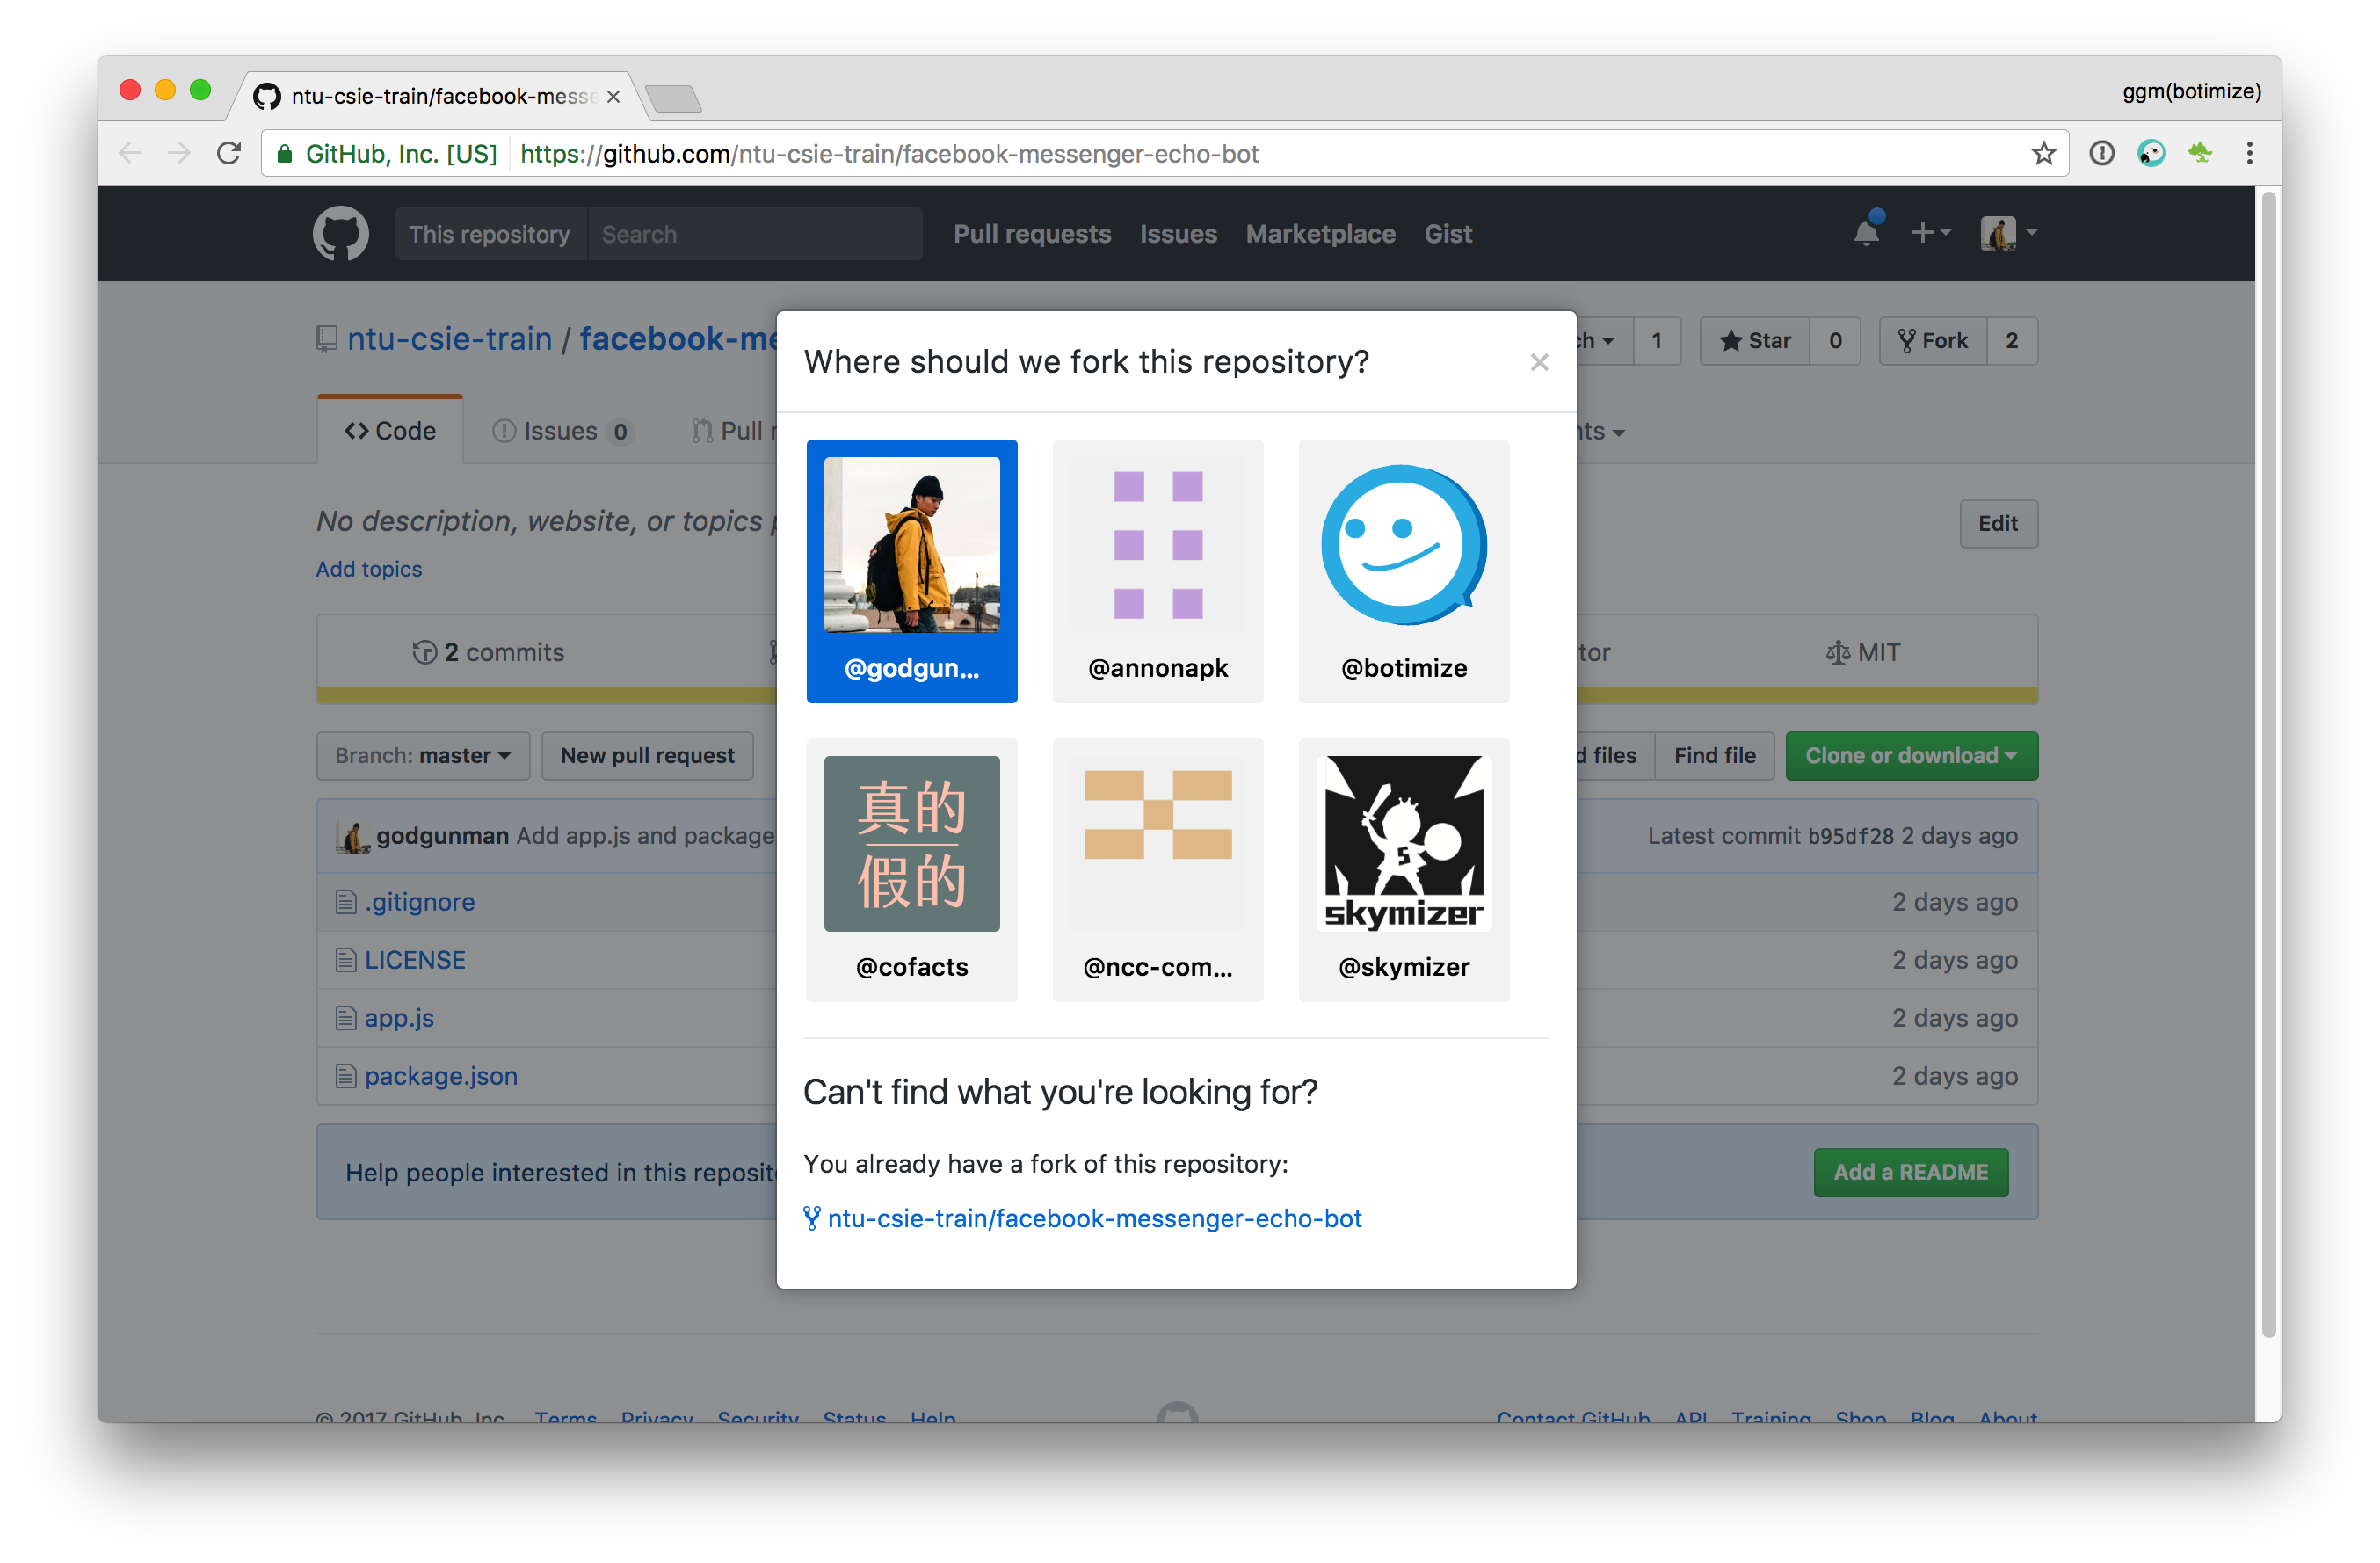 ntu-csie-train/facebook-messe
ggm(botimize)
GitHub, Inc. [US] https://github.com/ntu-csie-train/facebook-messenger-echo-bot
This repository Search Pull requests Issues Marketplace Gist
ntu-csie-train / facebook-me
ch 1 Star 0 Fork 2
Code Issues 0 Pull r
nts
No description, website, or topics p
Edit
Add topics
2 commits
tor
MIT
Branch: master New pull request
d files Find file Clone or download
godgunman Add app.js and package
Latest commit b95df28 2 days ago
.gitignore 2 days ago
LICENSE 2 days ago
app.js 2 days ago
package.json 2 days ago
Help people interested in this reposito
Add a README
Where should we fork this repository?
@godgun... @annonapk @botimize
真的
假的
S
skymizer
@cofacts @ncc-com... @skymizer
Can't find what you're looking for?
You already have a fork of this repository:
ntu-csie-train/facebook-messenger-echo-bot
© 2017 GitHub, Inc. Terms Privacy Security Status Help
Contact GitHub API Training Shop Blog About